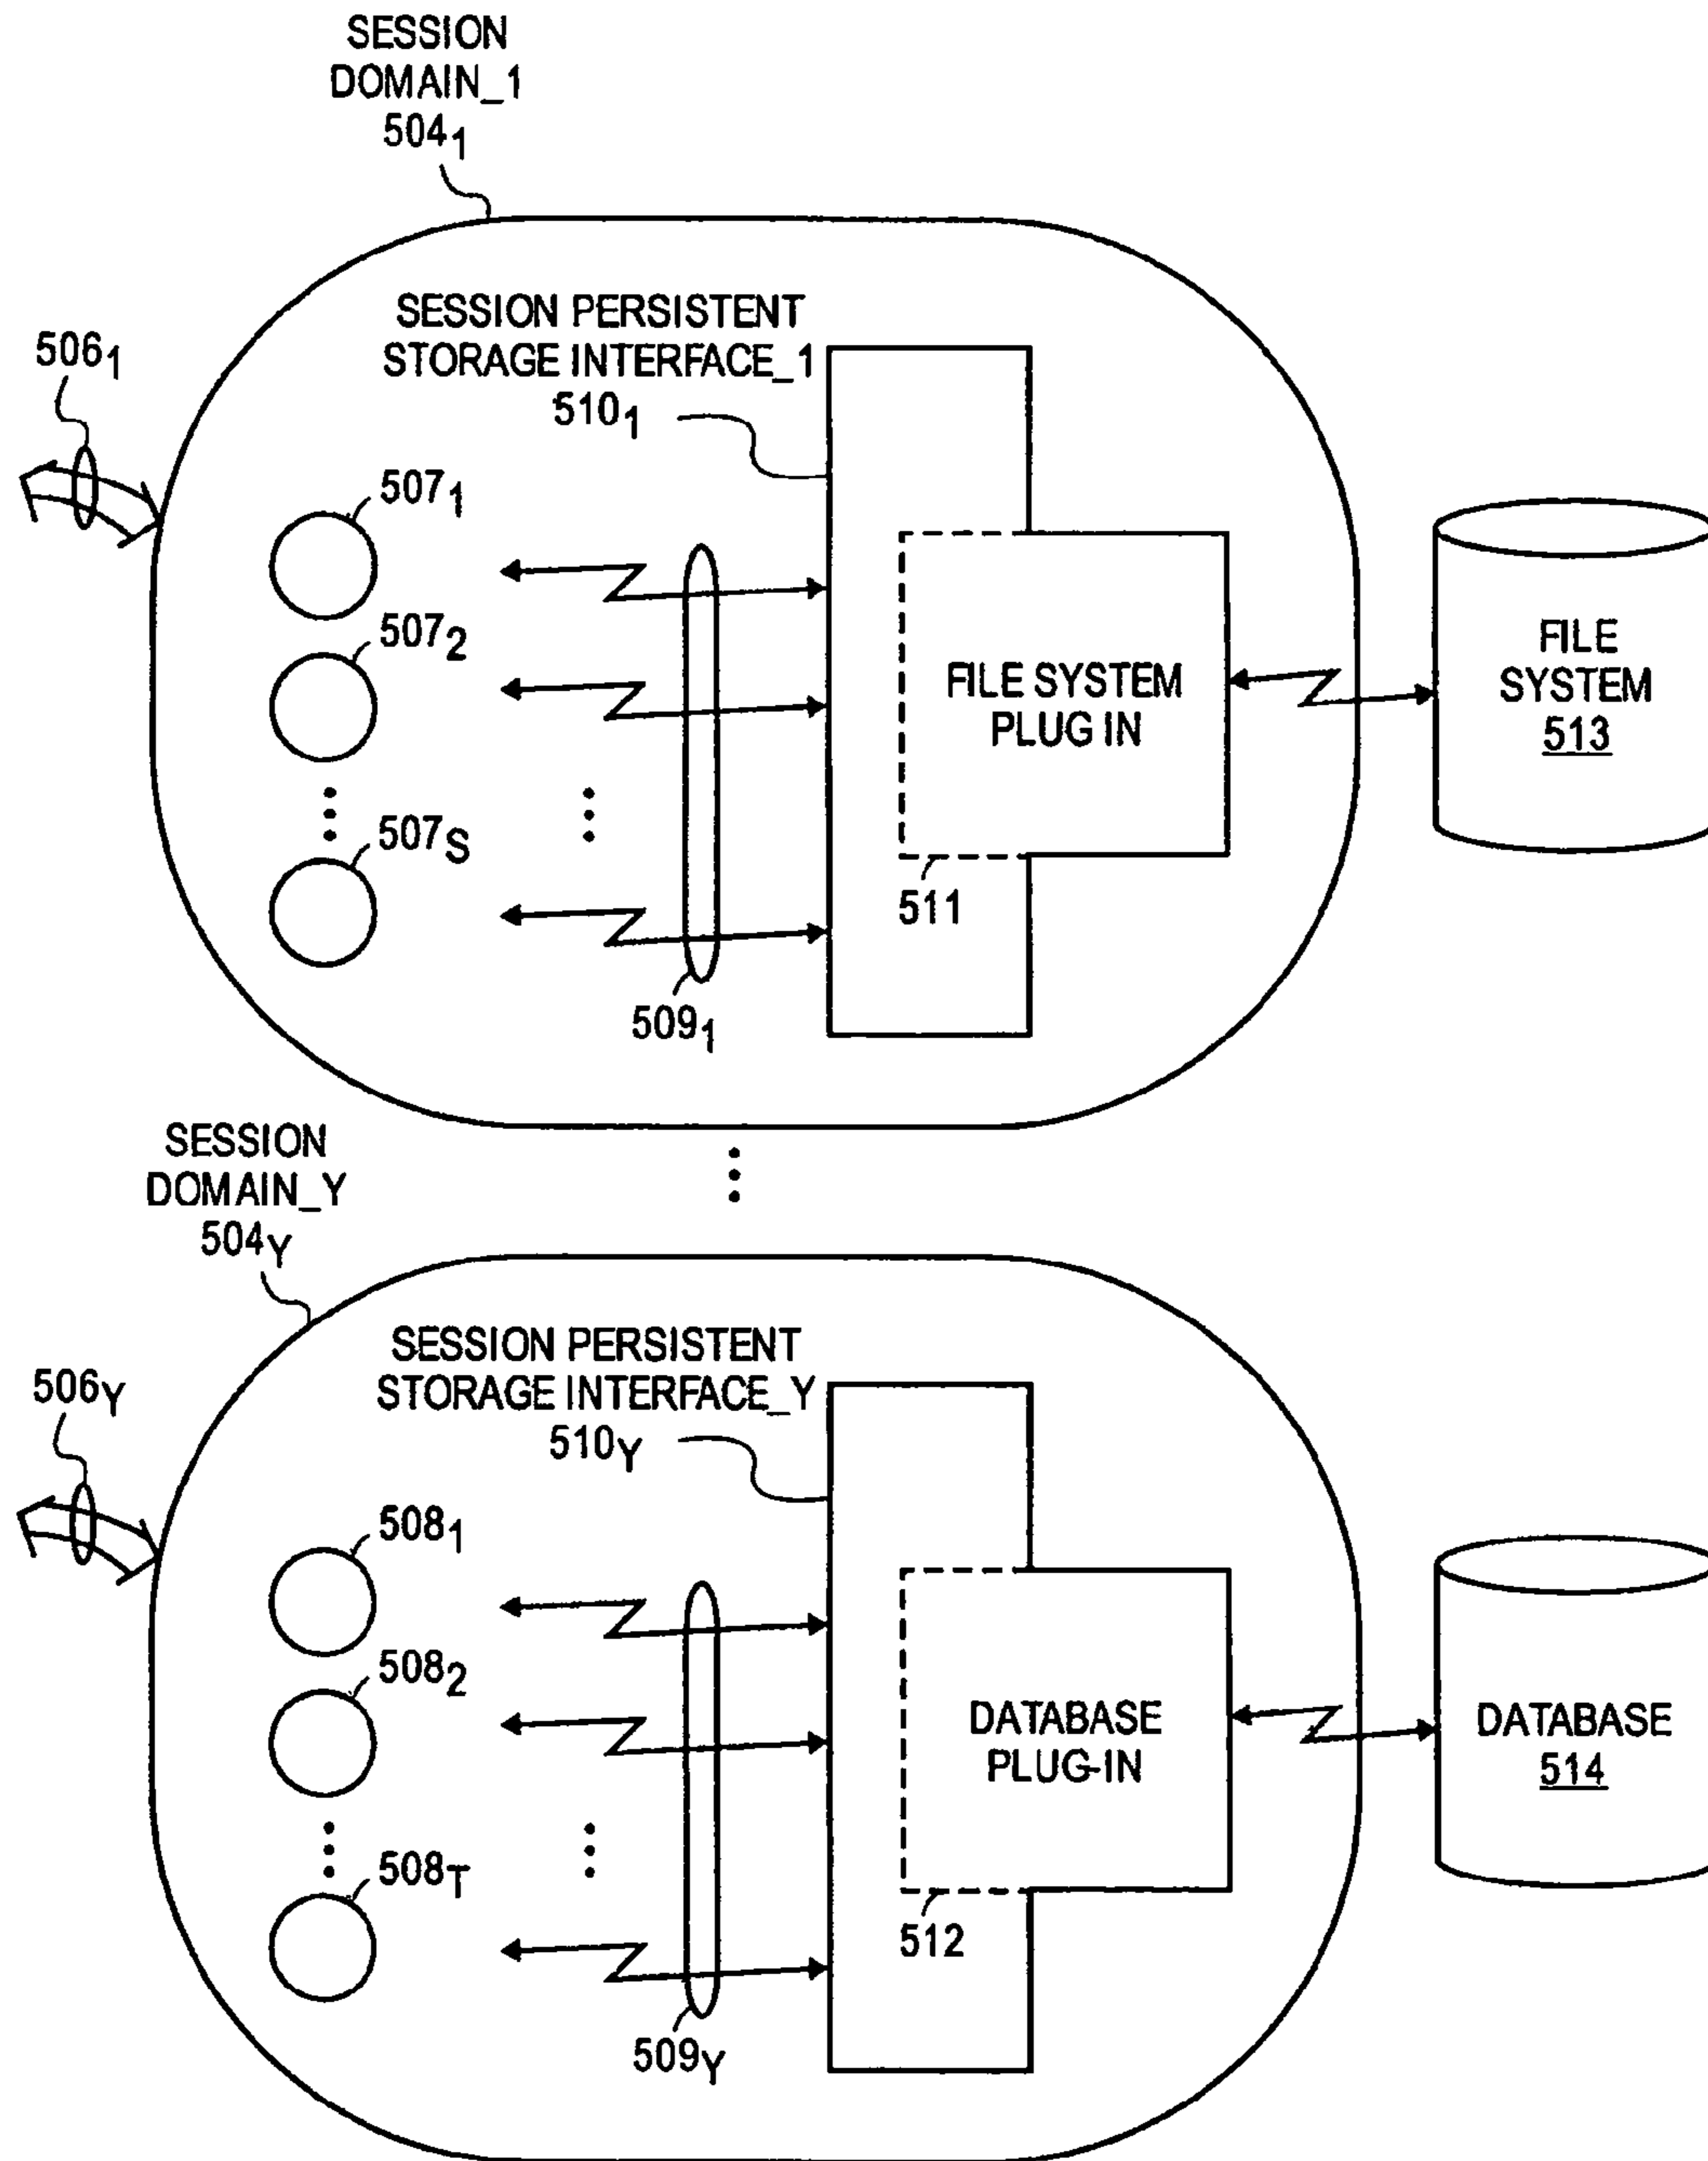 SESSION
DOMAIN_1
504₁
506₁
SESSION PERSISTENT
STORAGE INTERFACE_1
510₁
507₁
507₂
507S
FILE SYSTEM
PLUG IN
511
509₁
FILE
SYSTEM
513
SESSION
DOMAIN_Y
504Y
506Y
SESSION PERSISTENT
STORAGE INTERFACE_Y
510Y
508₁
508₂
508T
DATABASE
PLUG-IN
512
509Y
DATABASE
514